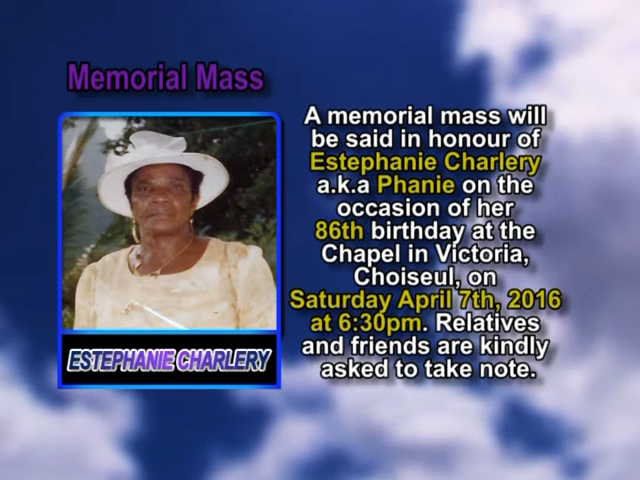 Memorial Mass
A memorial mass will
be said in honour of
Estephanie Charlery
a.k.a Phanie on the
occasion of her
86th birthday at the
Chapel in Victoria,
Choiseul, on
Saturday April 7th, 2016
at 6:30pm. Relatives
and friends are kindly
asked to take note.
ESTEPHANIE CHARLERY